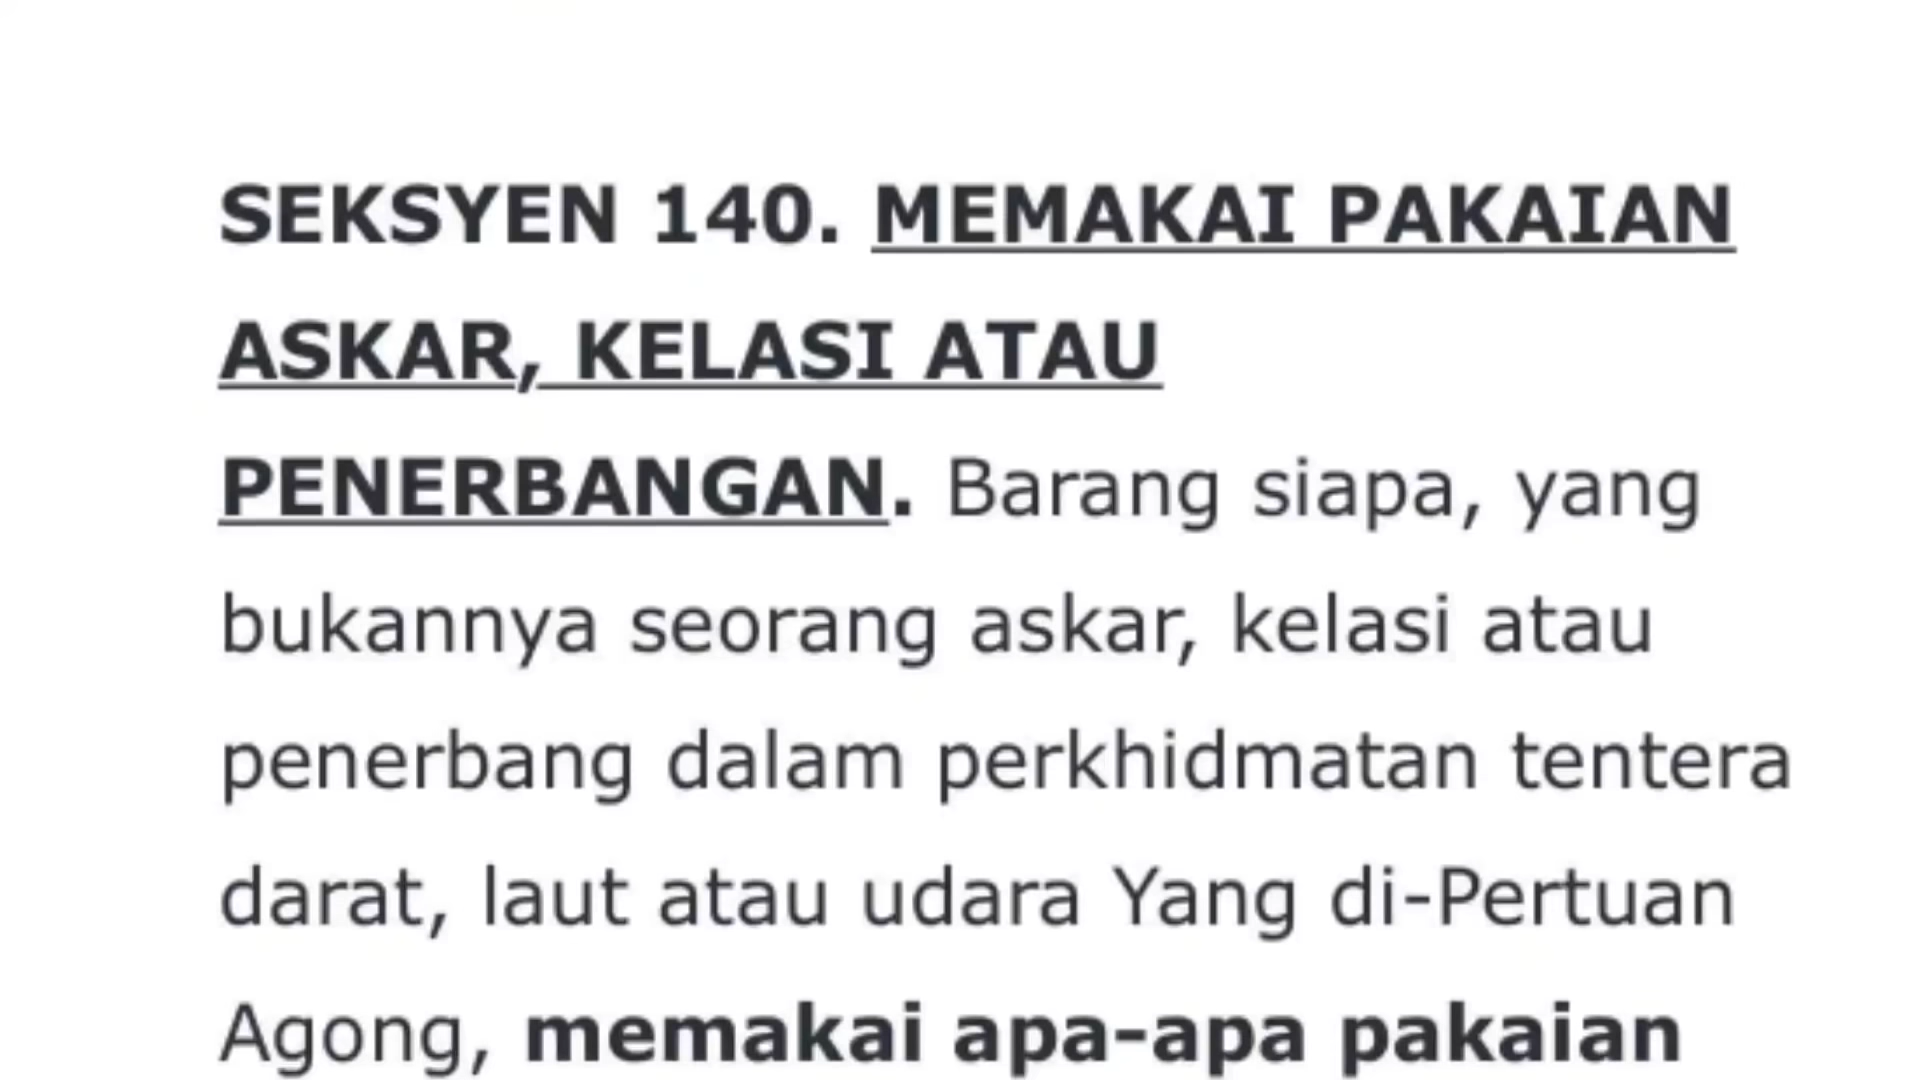 SEKSYEN 140. MEMAKAI PAKAIAN
ASKAR, KELASI ATAU
PENERBANGAN. Barang siapa, yang
bukannya seorang askar, kelasi atau
penerbang dalam perkhidmatan tentera
darat, laut atau udara Yang di-Pertuan
Agong, memakai apa-apa pakaian